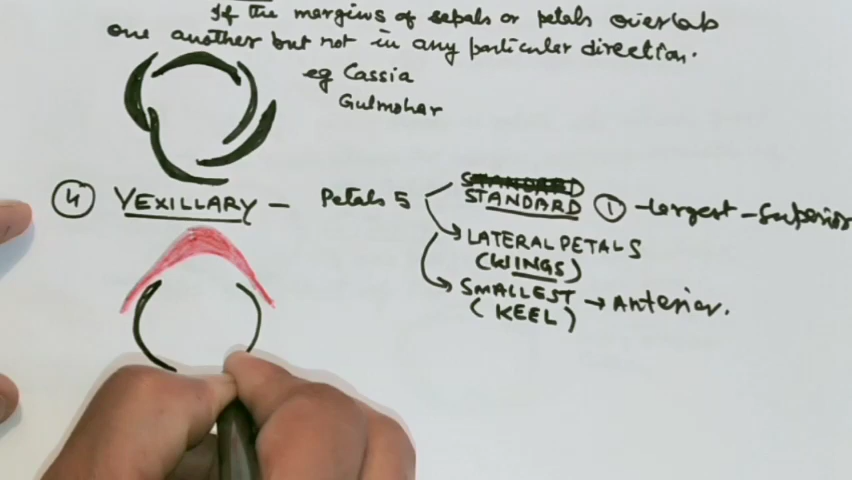 If the margins of sepals or petals overlap
one another but not in any particular direction.
eg Cassia
Gulmohar
④ VEXILLARY - Petals 5
STANDARD
STANDARD ① - largest - Superior
LATERAL PETALS
(WINGS)
SMALLEST → Anterior.
(KEEL)